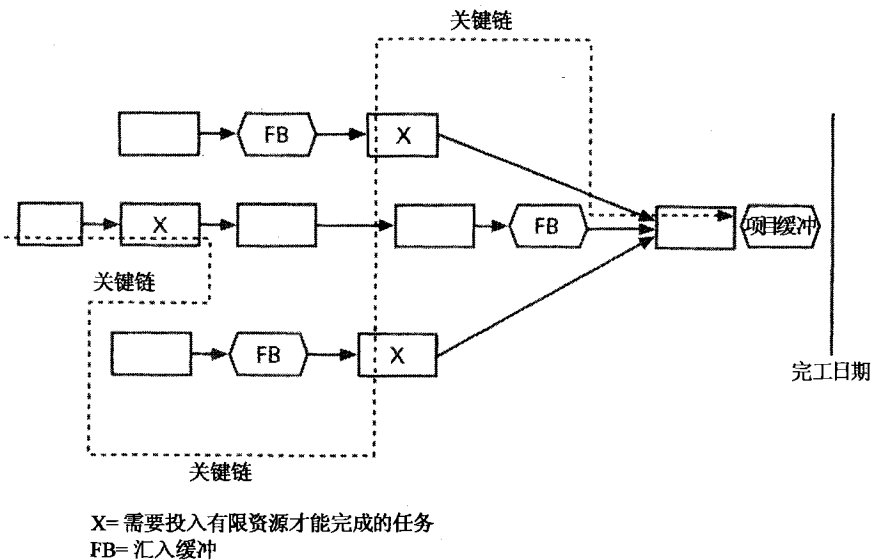 关键链
FB
X
X
FB
项目缓冲
关键链
FB
X
完工日期
关键链
X= 需要投入有限资源才能完成的任务
FB= 汇入缓冲